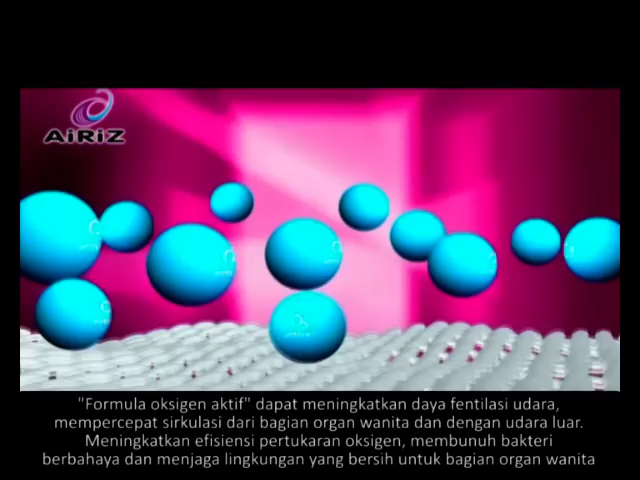 AiRiZ
"Formula oksigen aktif" dapat meningkatkan daya fentilasi udara,
mempercepat sirkulasi dari bagian organ wanita dan dengan udara luar.
Meningkatkan efisiensi pertukaran oksigen, membunuh bakteri
berbahaya dan menjaga lingkungan yang bersih untuk bagian organ wanita